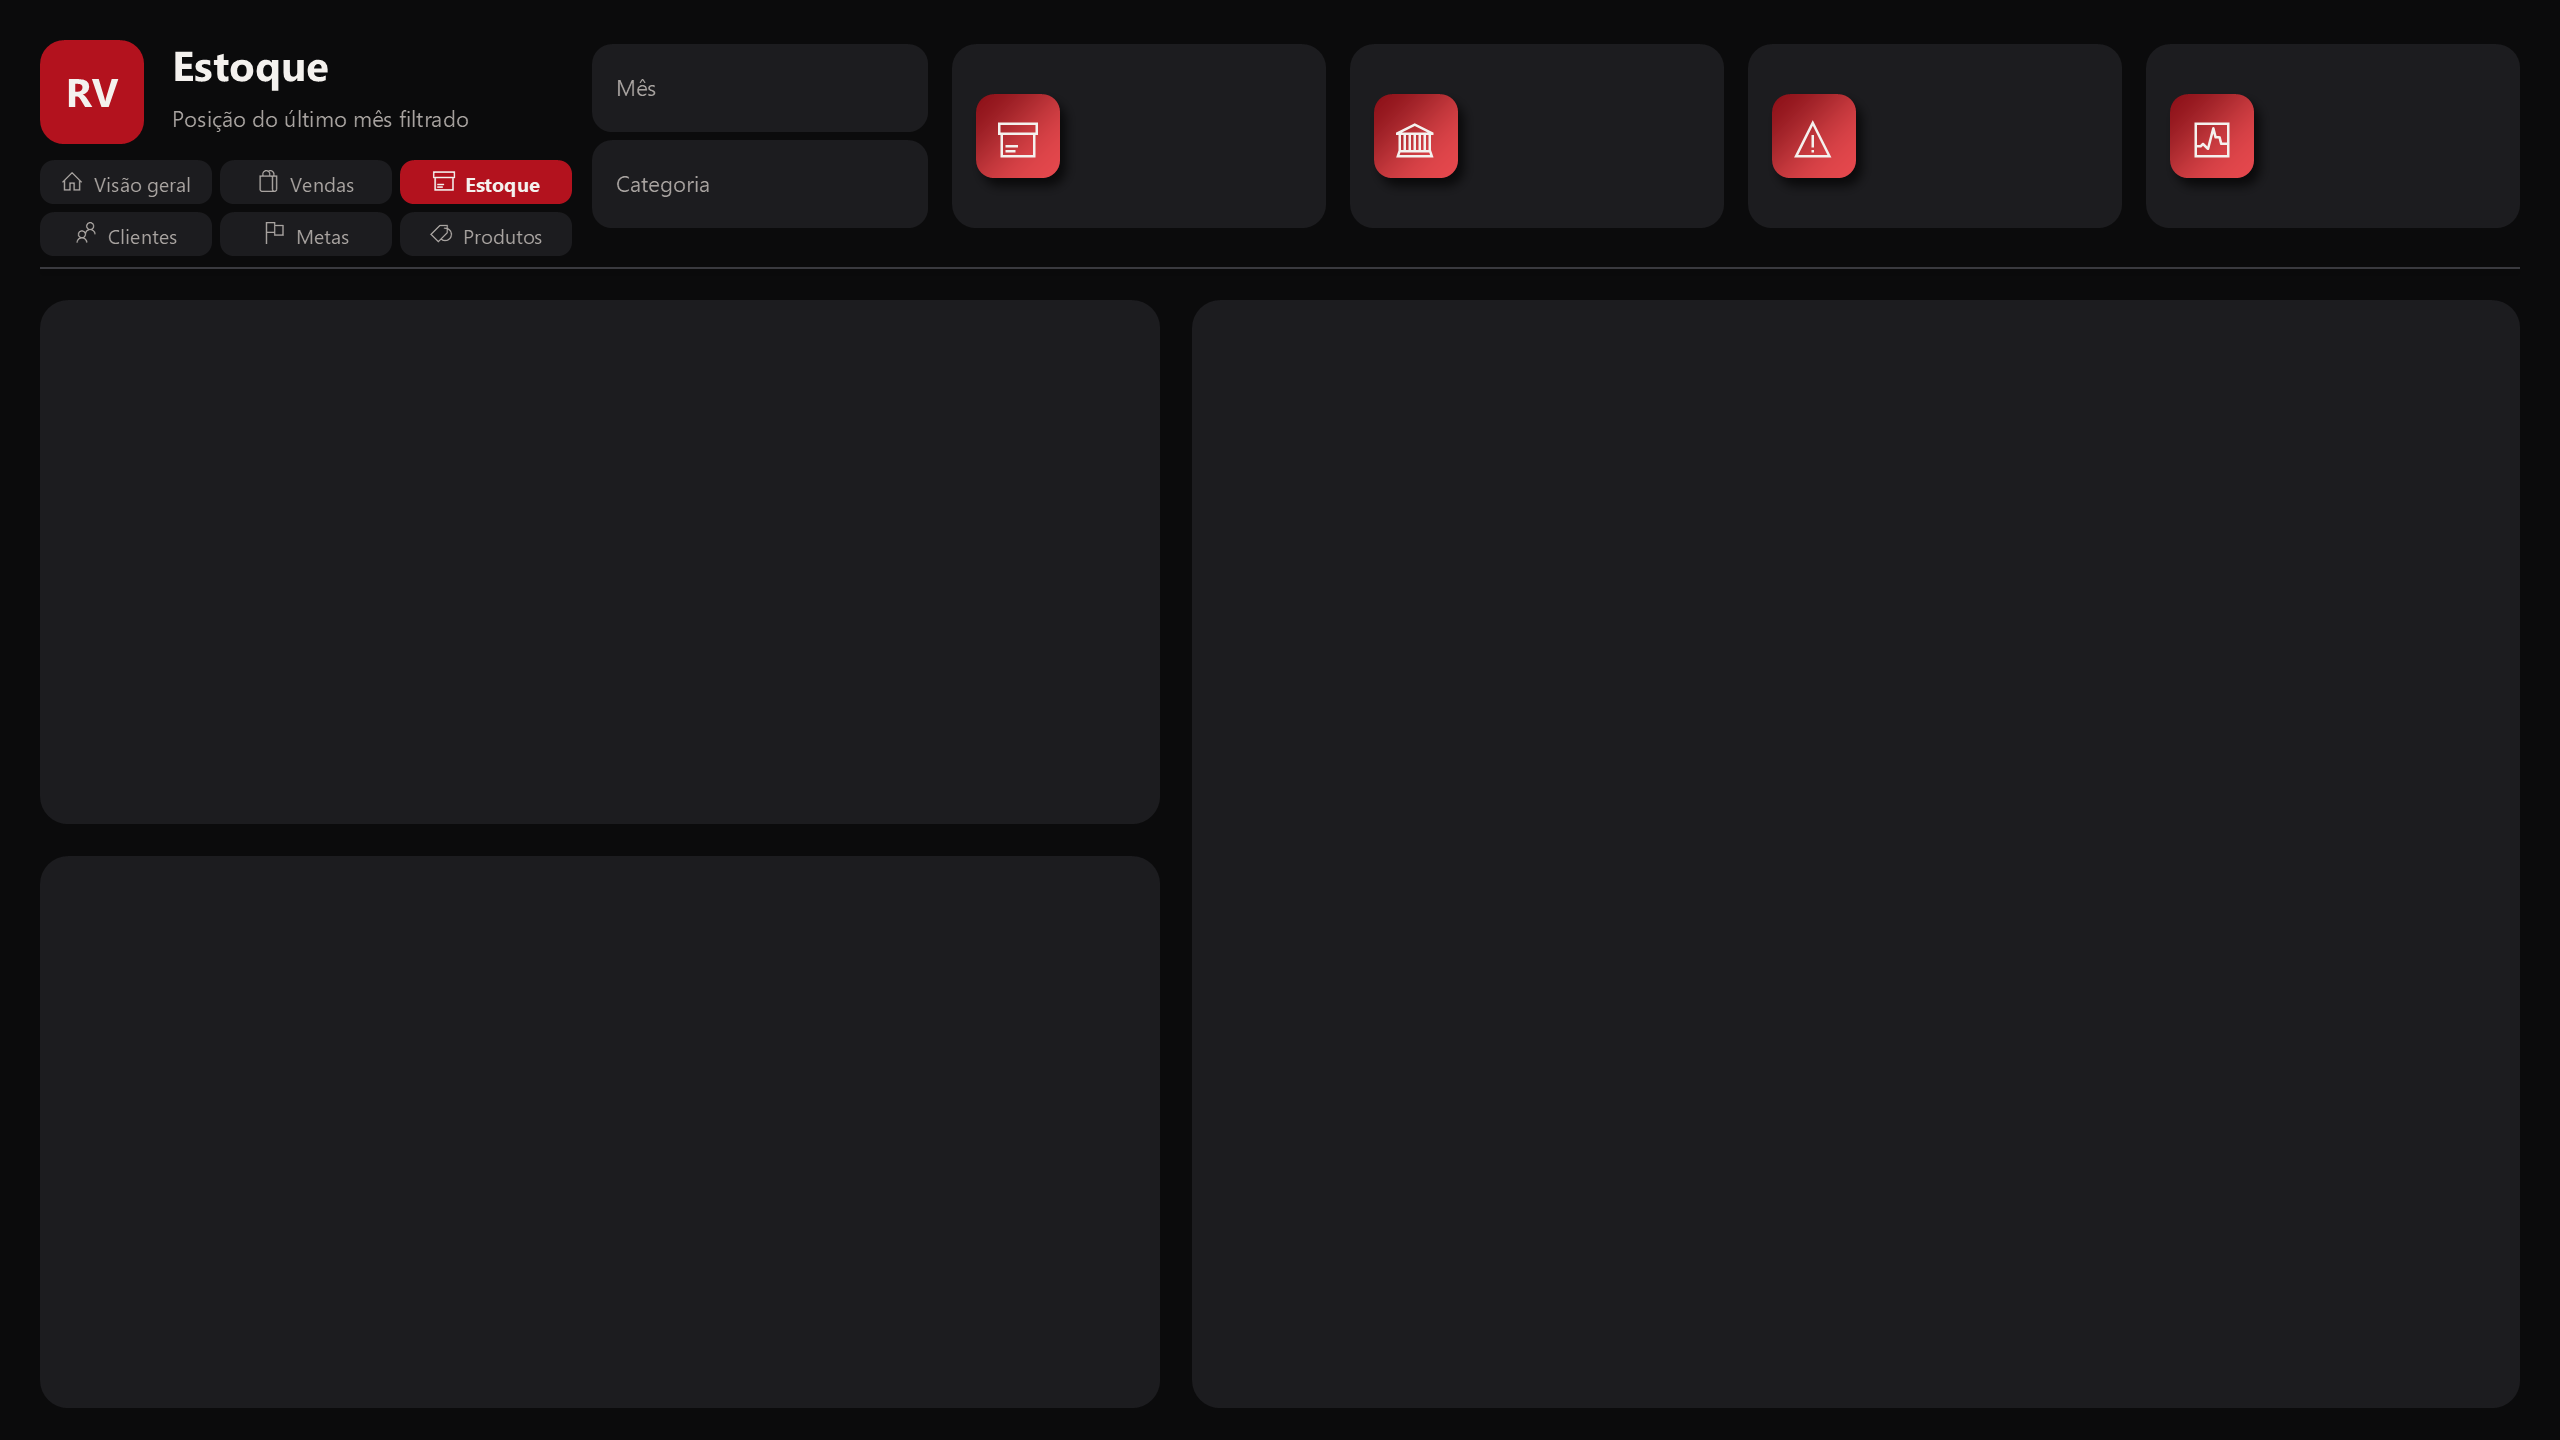 RV
Estoque
Posição do último mês filtrado
Visão geral
Vendas
Estoque
Clientes
Metas
Produtos
Mês
Categoria